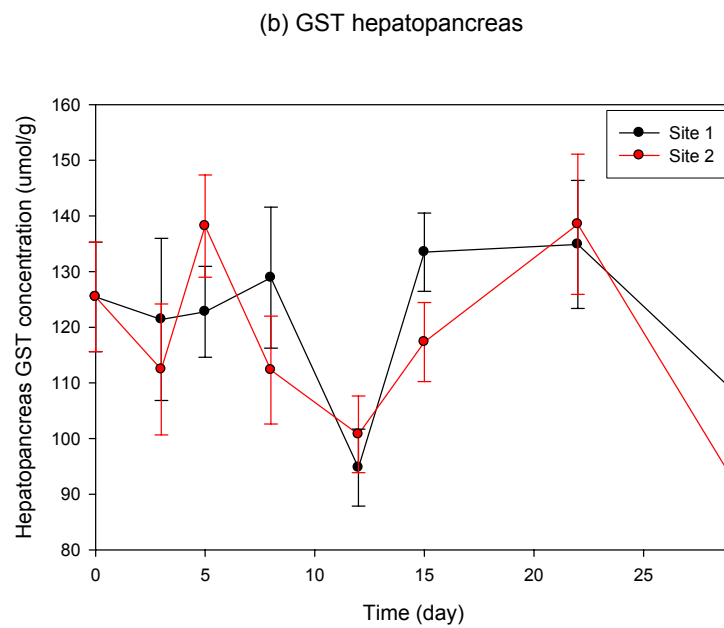 (b) GST hepatopancreas
160
150
140
130
120
110
100
90
80
Hepatopancreas GST concentration (umol/g)
Site 1
Site 2
0 5 10 15 20 25
Time (day)